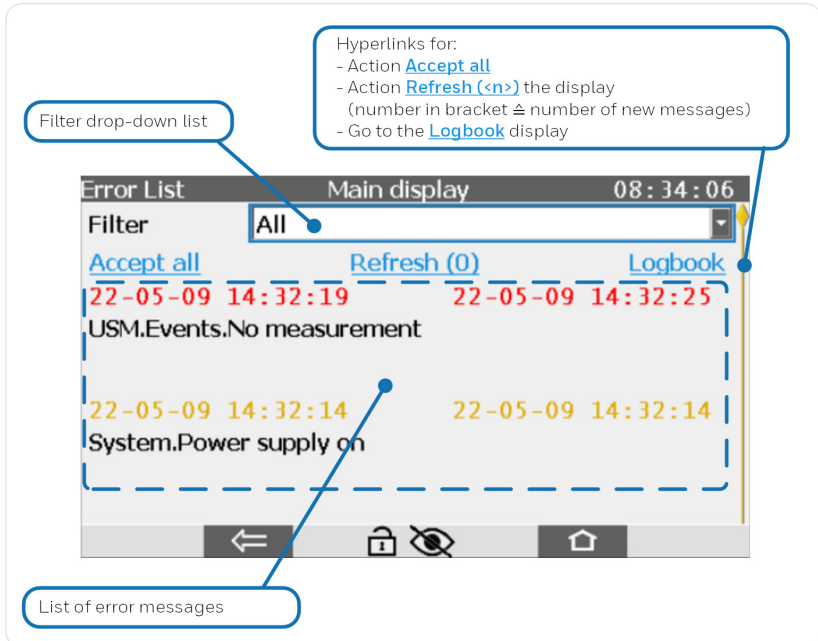 Hyperlinks for:
- Action Accept all
- Action Refresh (<n>) the display
(number in bracket ≙ number of new messages)
- Go to the Logbook display
Filter drop-down list
Error List Main display 08:34:06
Filter All
Accept all Refresh (0) Logbook
22-05-09 14:32:19 22-05-09 14:32:25
USM.Events.No measurement
22-05-09 14:32:14 22-05-09 14:32:14
System.Power supply on
List of error messages